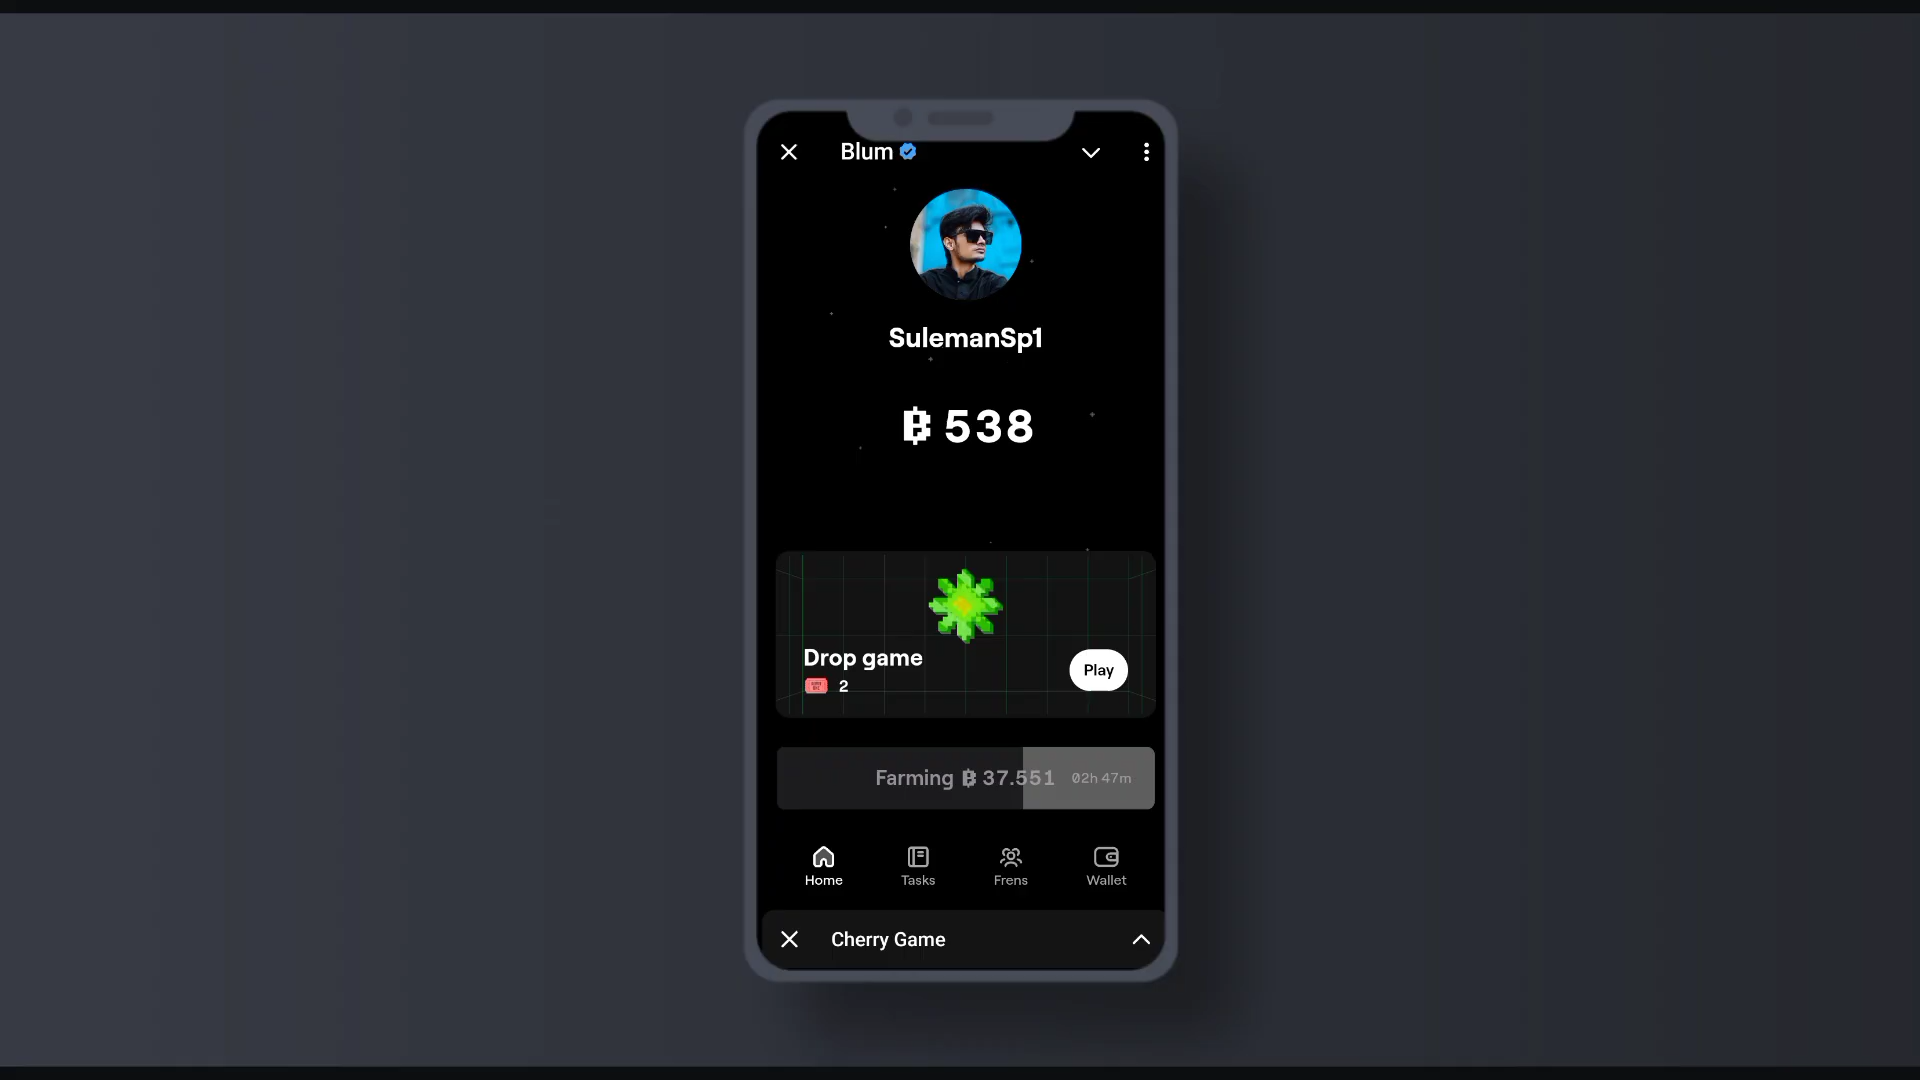 Blum
SulemanSp1
538
Drop game
2
Play
Farming 37.551 02h 47m
Home Tasks Frens Wallet
Cherry Game